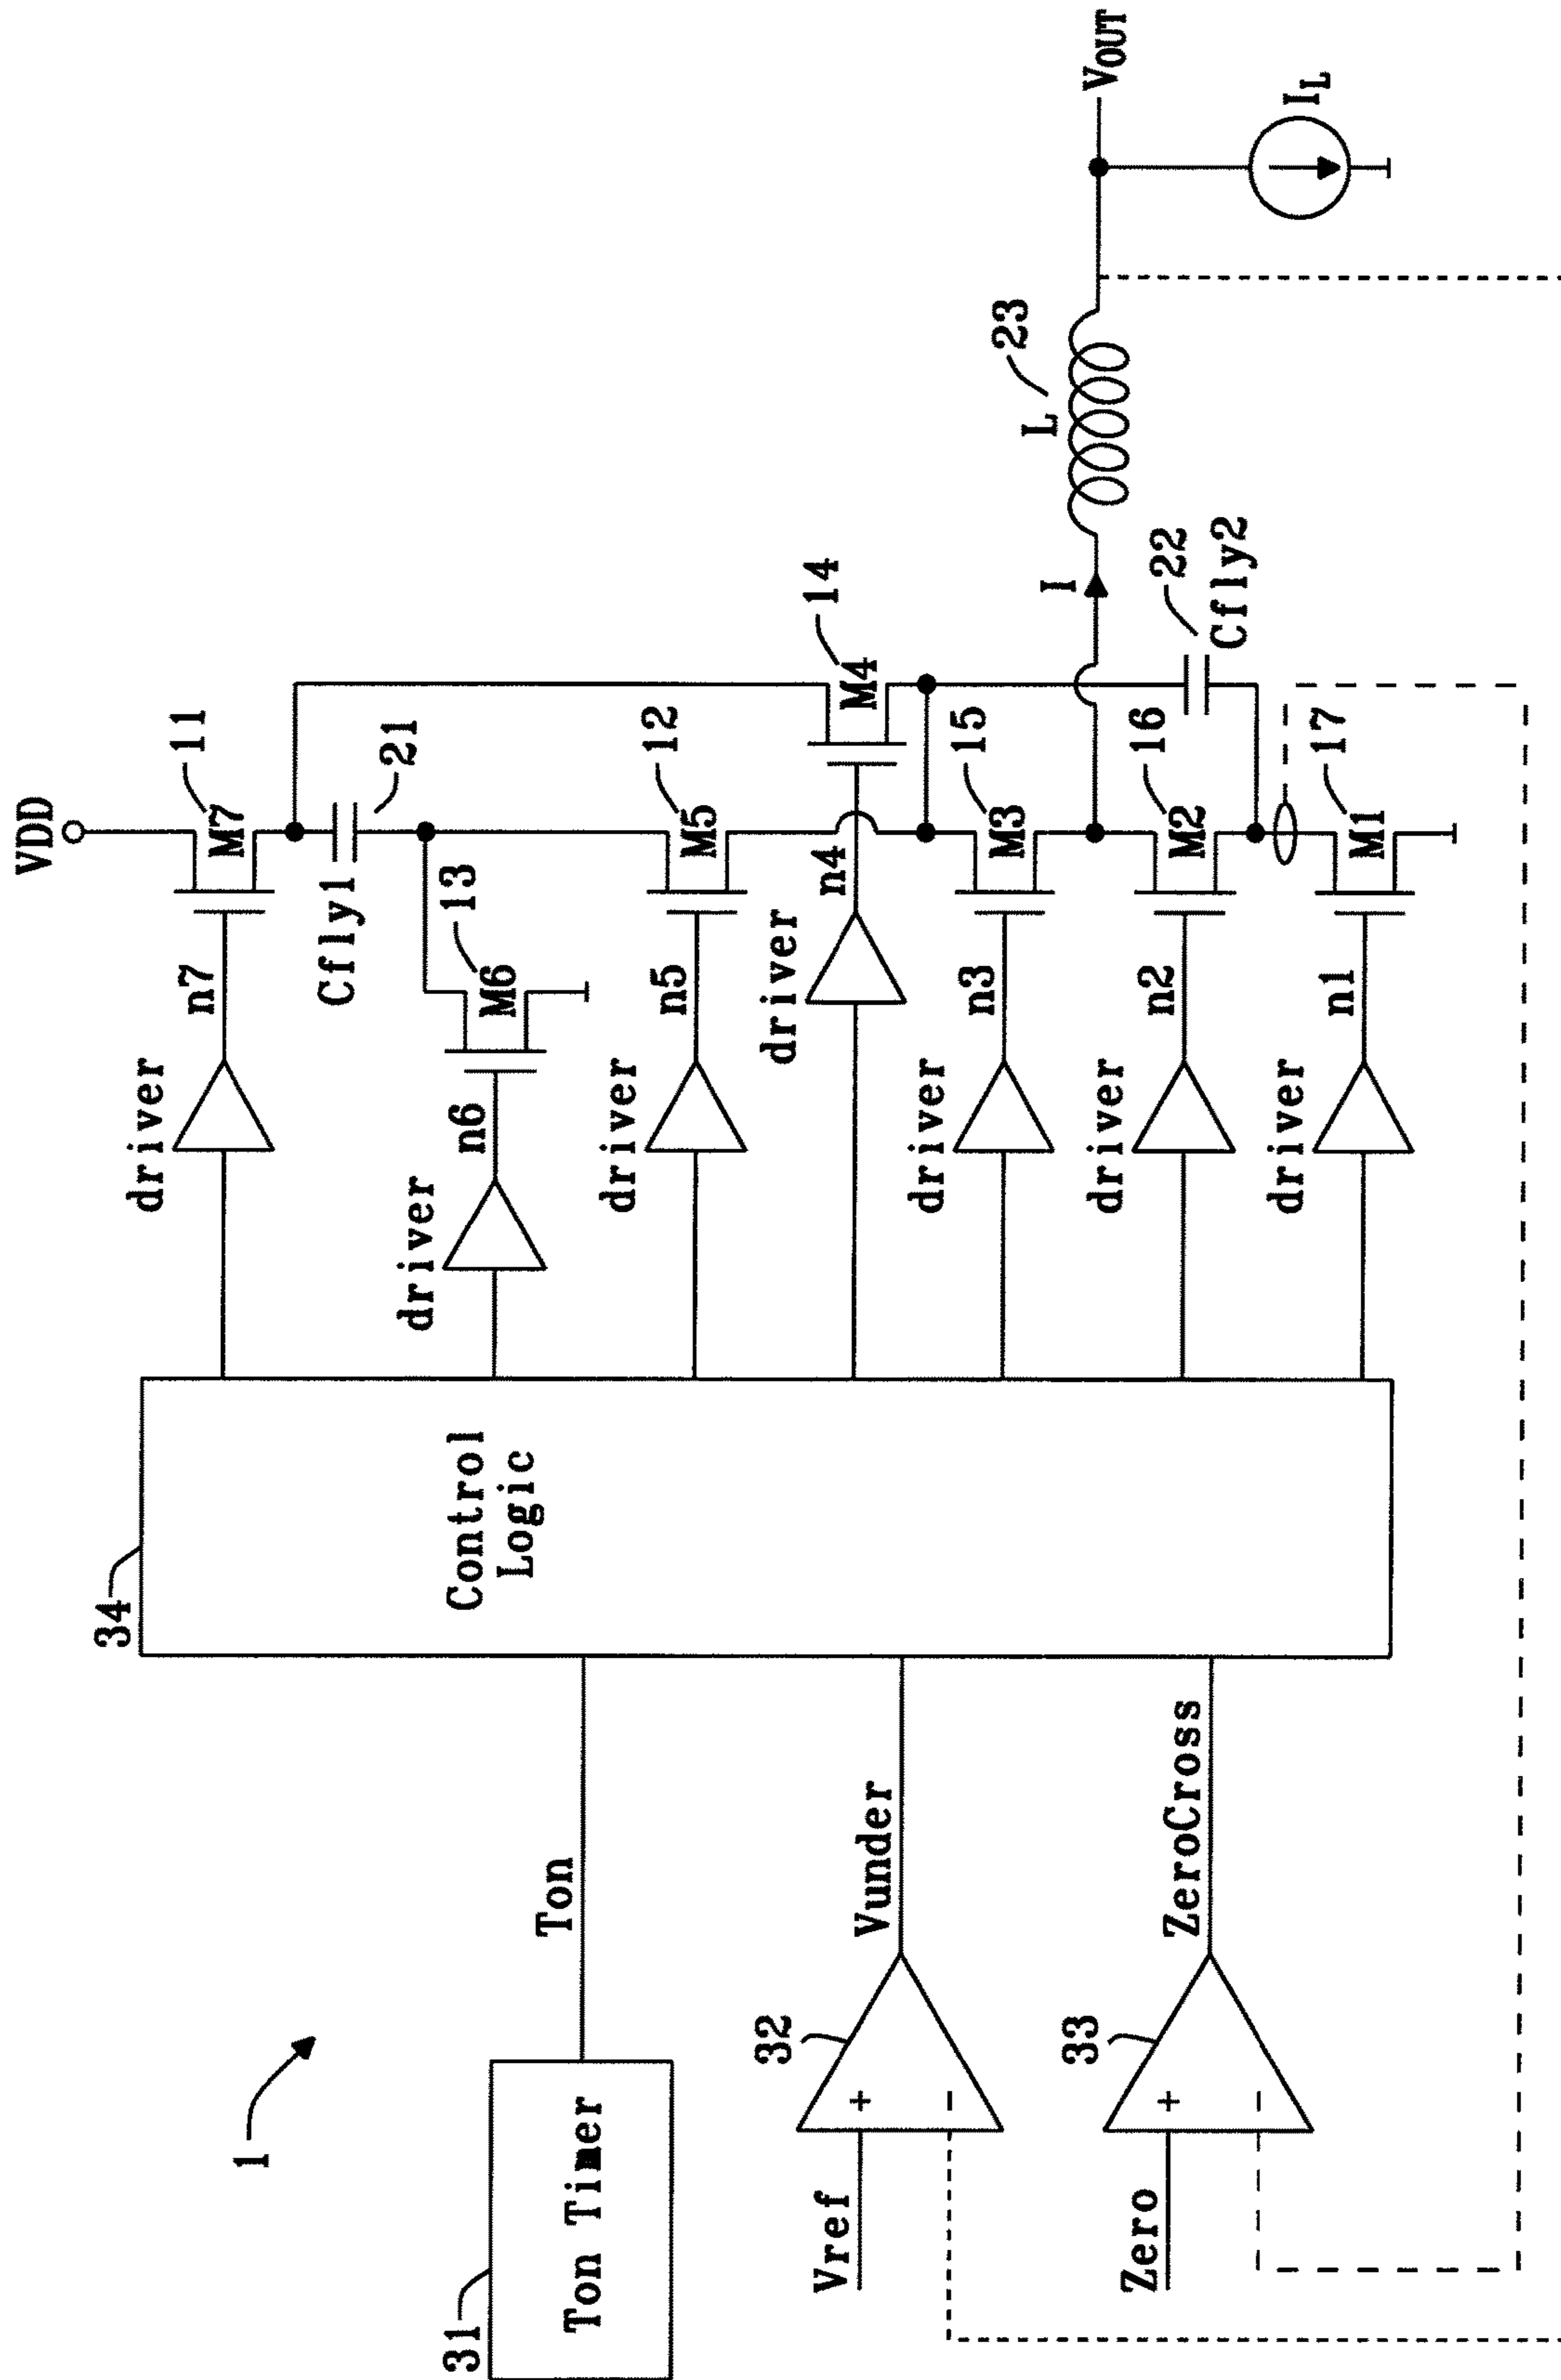 1
31
Ton Timer
Ton
Vref
32
Vunder
Zero
33
ZeroCross
34
Control
Logic
VDD
driver
n7
M7
11
Cfly1
21
driver
n6
M6
13
driver
n5
M5
12
driver
n4
M4
14
driver
n3
M3
15
driver
n2
M2
16
driver
n1
M1
17
I
22
Cfly2
L
23
VOUT
IL